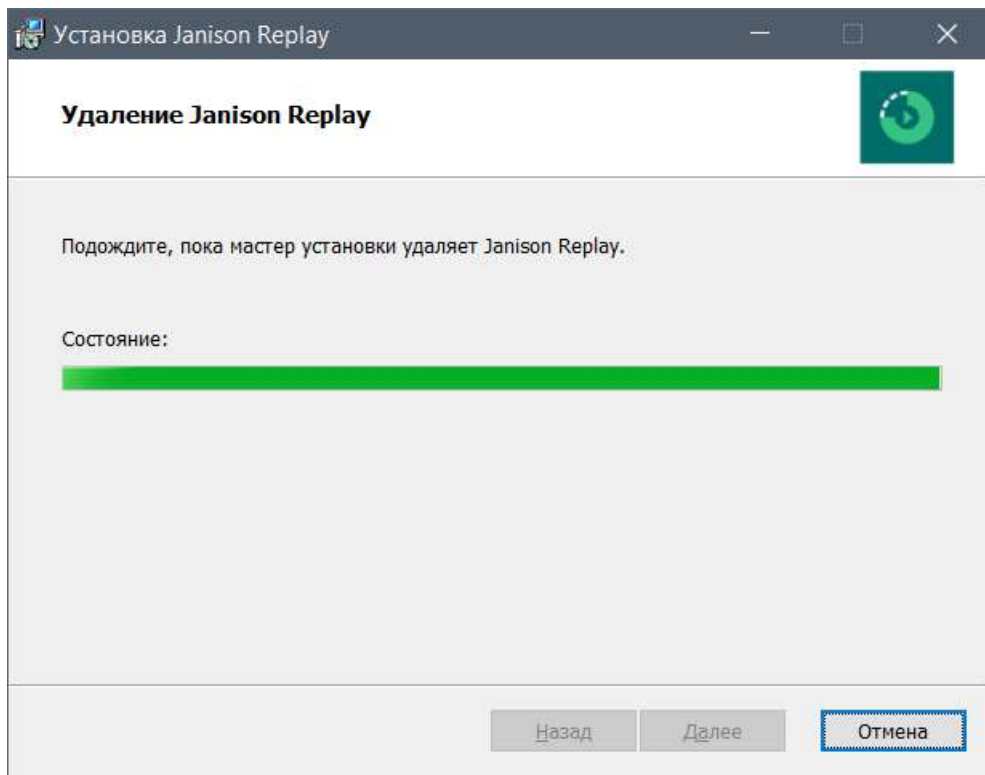 Установка Janison Replay
Удаление Janison Replay
Подождите, пока мастер установки удаляет Janison Replay.
Состояние:
Назад
Далее
Отмена